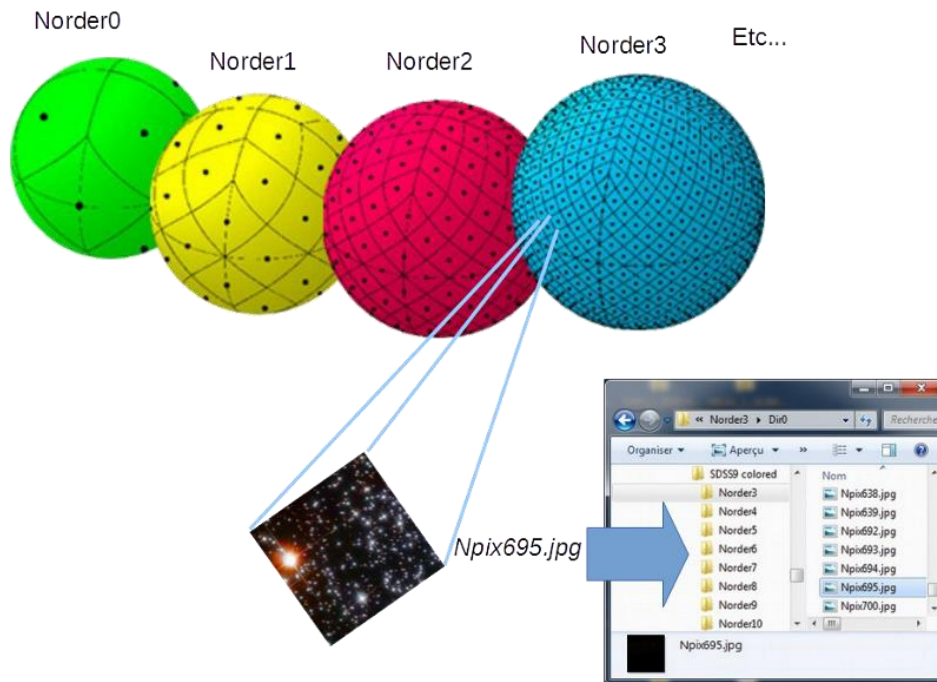 Norder0
Norder1
Norder2
Norder3
Etc...
Npix695.jpg
« Norder3 Dir0
Recherche
Organiser
Aperçu
»
SDSS9 colored
Norder3
Norder4
Norder5
Norder6
Norder7
Norder8
Norder9
Norder10
Nom
Npix638.jpg
Npix639.jpg
Npix692.jpg
Npix693.jpg
Npix694.jpg
Npix695.jpg
Npix700.jpg
Npix695.jpg